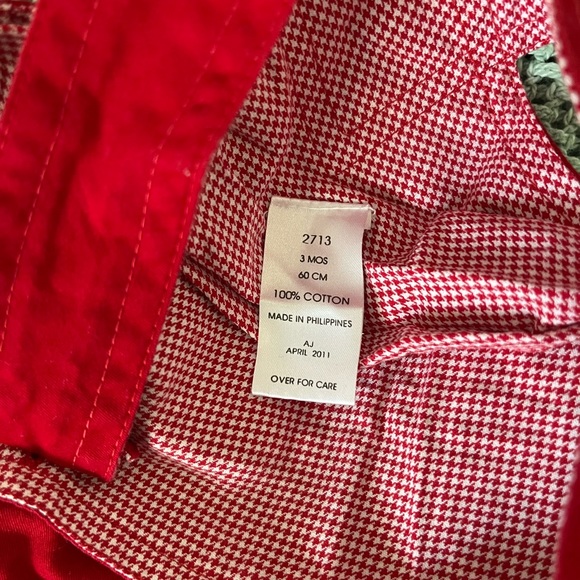 2713
3 MOS
60 CM
100% COTTON
MADE IN PHILIPPINES
AJ
APRIL 2011
OVER FOR CARE